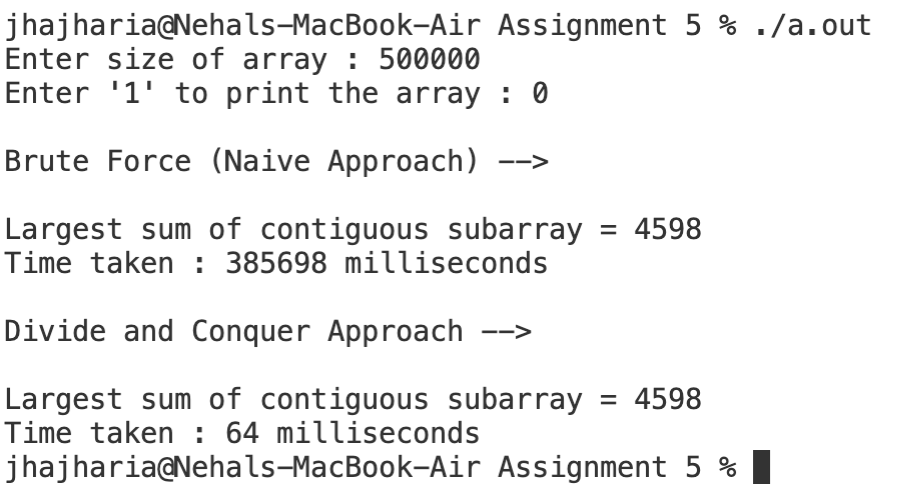 jhajharia@Nehals-MacBook-Air Assignment 5 % ./a.out
Enter size of array : 500000
Enter '1' to print the array : 0
Brute Force (Naive Approach) -->
Largest sum of contiguous subarray = 4598
Time taken : 385698 milliseconds
Divide and Conquer Approach -->
Largest sum of contiguous subarray = 4598
Time taken : 64 milliseconds
jhajharia@Nehals-MacBook-Air Assignment 5 %